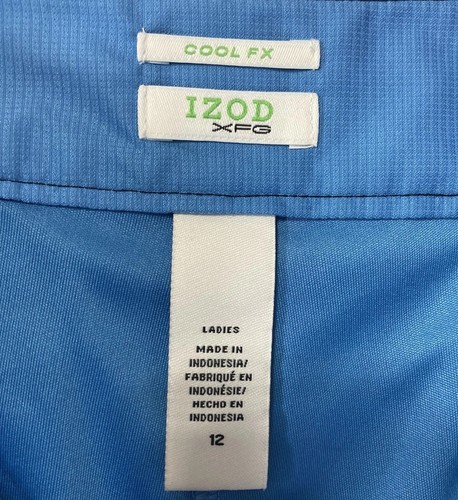 COOL FX
IZOD
XFG
LADIES
MADE IN
INDONESIA/
FABRIQUÉ EN
INDONÉSIE/
HECHO EN
INDONESIA
12